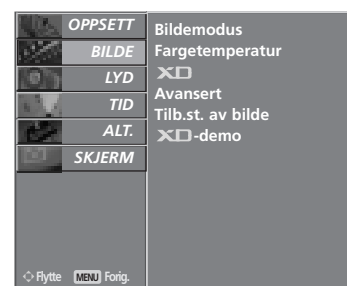 OPPSETT
BILDE
LYD
TID
ALT.
SKJERM
Flytte MENU Forig.
Bildemodus
Fargetemperatur
XD
Avansert
Tilb.st. av bilde
XD-demo